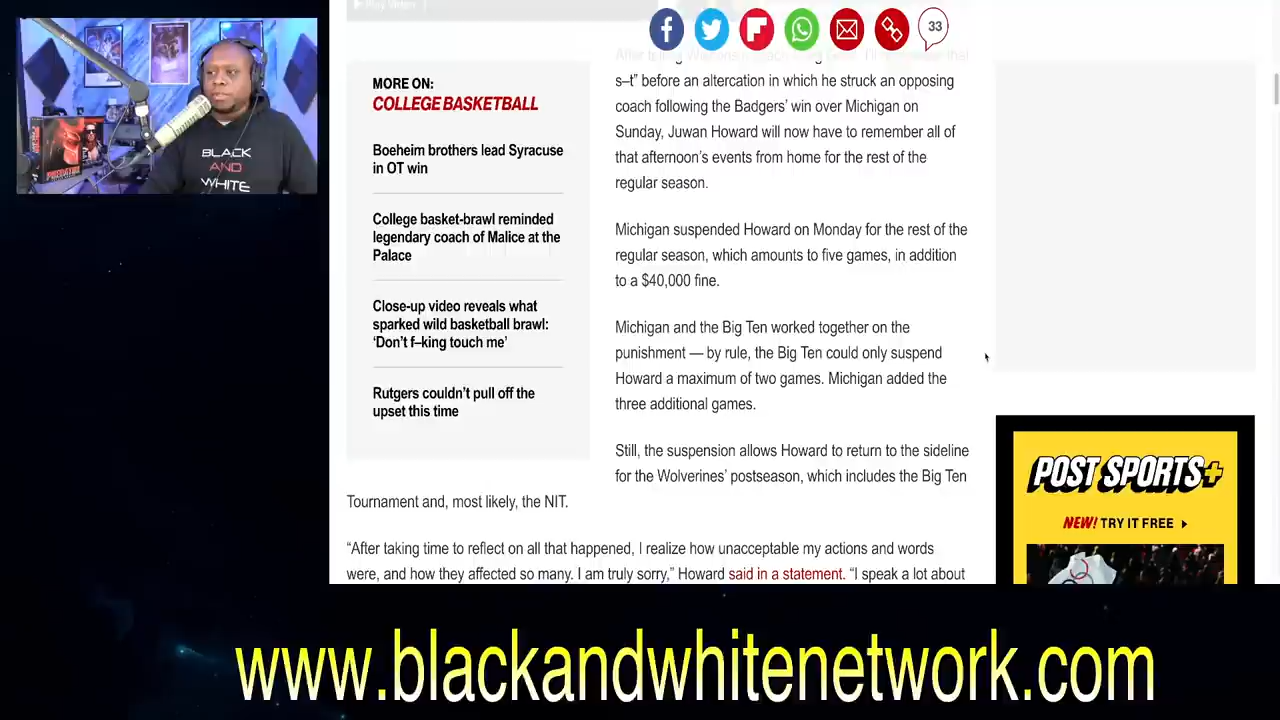 Play Video
33
MORE ON:
COLLEGE BASKETBALL
Boeheim brothers lead Syracuse
in OT win
College basket-brawl reminded
legendary coach of Malice at the
Palace
Close-up video reveals what
sparked wild basketball brawl:
‘Don’t f–king touch me’
Rutgers couldn’t pull off the
upset this time
s–t” before an altercation in which he struck an opposing
coach following the Badgers’ win over Michigan on
Sunday, Juwan Howard will now have to remember all of
that afternoon’s events from home for the rest of the
regular season.
Michigan suspended Howard on Monday for the rest of the
regular season, which amounts to five games, in addition
to a $40,000 fine.
Michigan and the Big Ten worked together on the
punishment — by rule, the Big Ten could only suspend
Howard a maximum of two games. Michigan added the
three additional games.
Still, the suspension allows Howard to return to the sideline
for the Wolverines’ postseason, which includes the Big Ten
Tournament and, most likely, the NIT.
“After taking time to reflect on all that happened, I realize how unacceptable my actions and words
were, and how they affected so many. I am truly sorry,” Howard said in a statement. “I speak a lot about
POST SPORTS+
NEW! TRY IT FREE
BLACK
AND
WHITE
www.blackandwhitenetwork.com